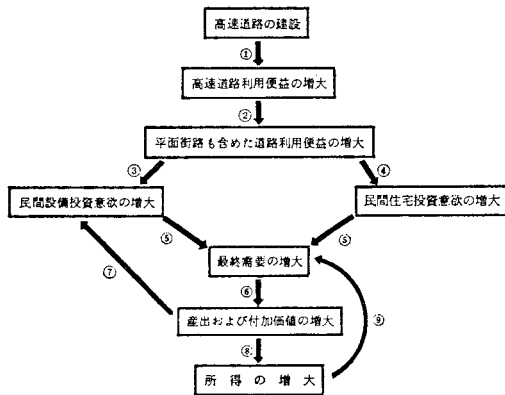 高速道路の建設
①
高速道路利用便益の増大
②
平面街路も含めた道路利用便益の増大
③
④
民間設備投資意欲の増大
民間住宅投資意欲の増大
⑤
⑤
最終需要の増大
⑦
⑥
産出および付加価値の増大
⑨
⑧
所得の増大